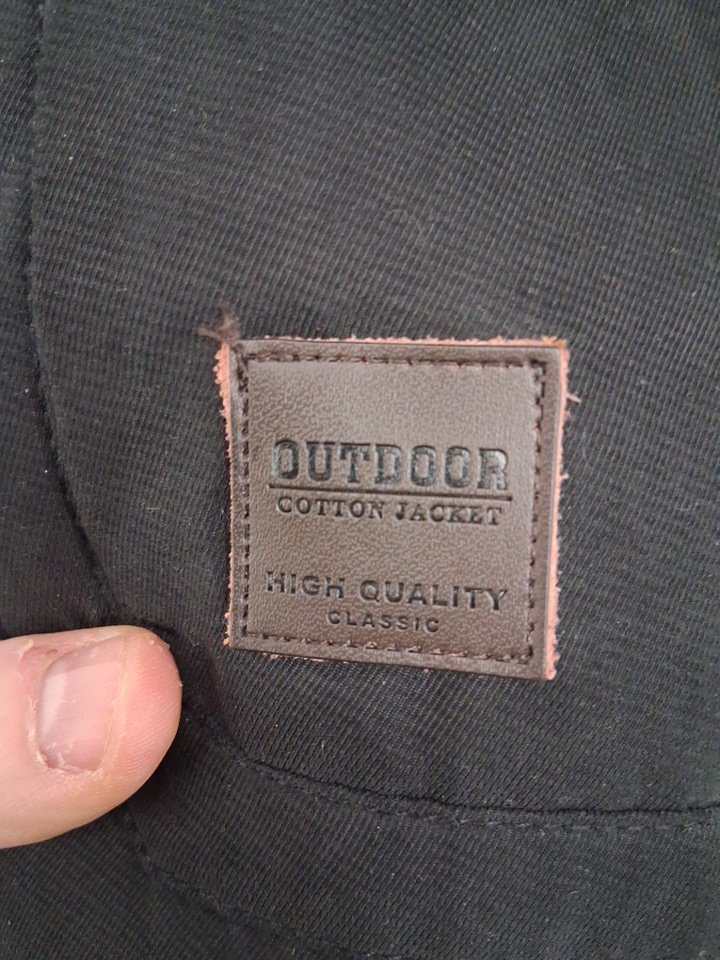 OUTDOOR
COTTON JACKET
HIGH QUALITY
CLASSIC